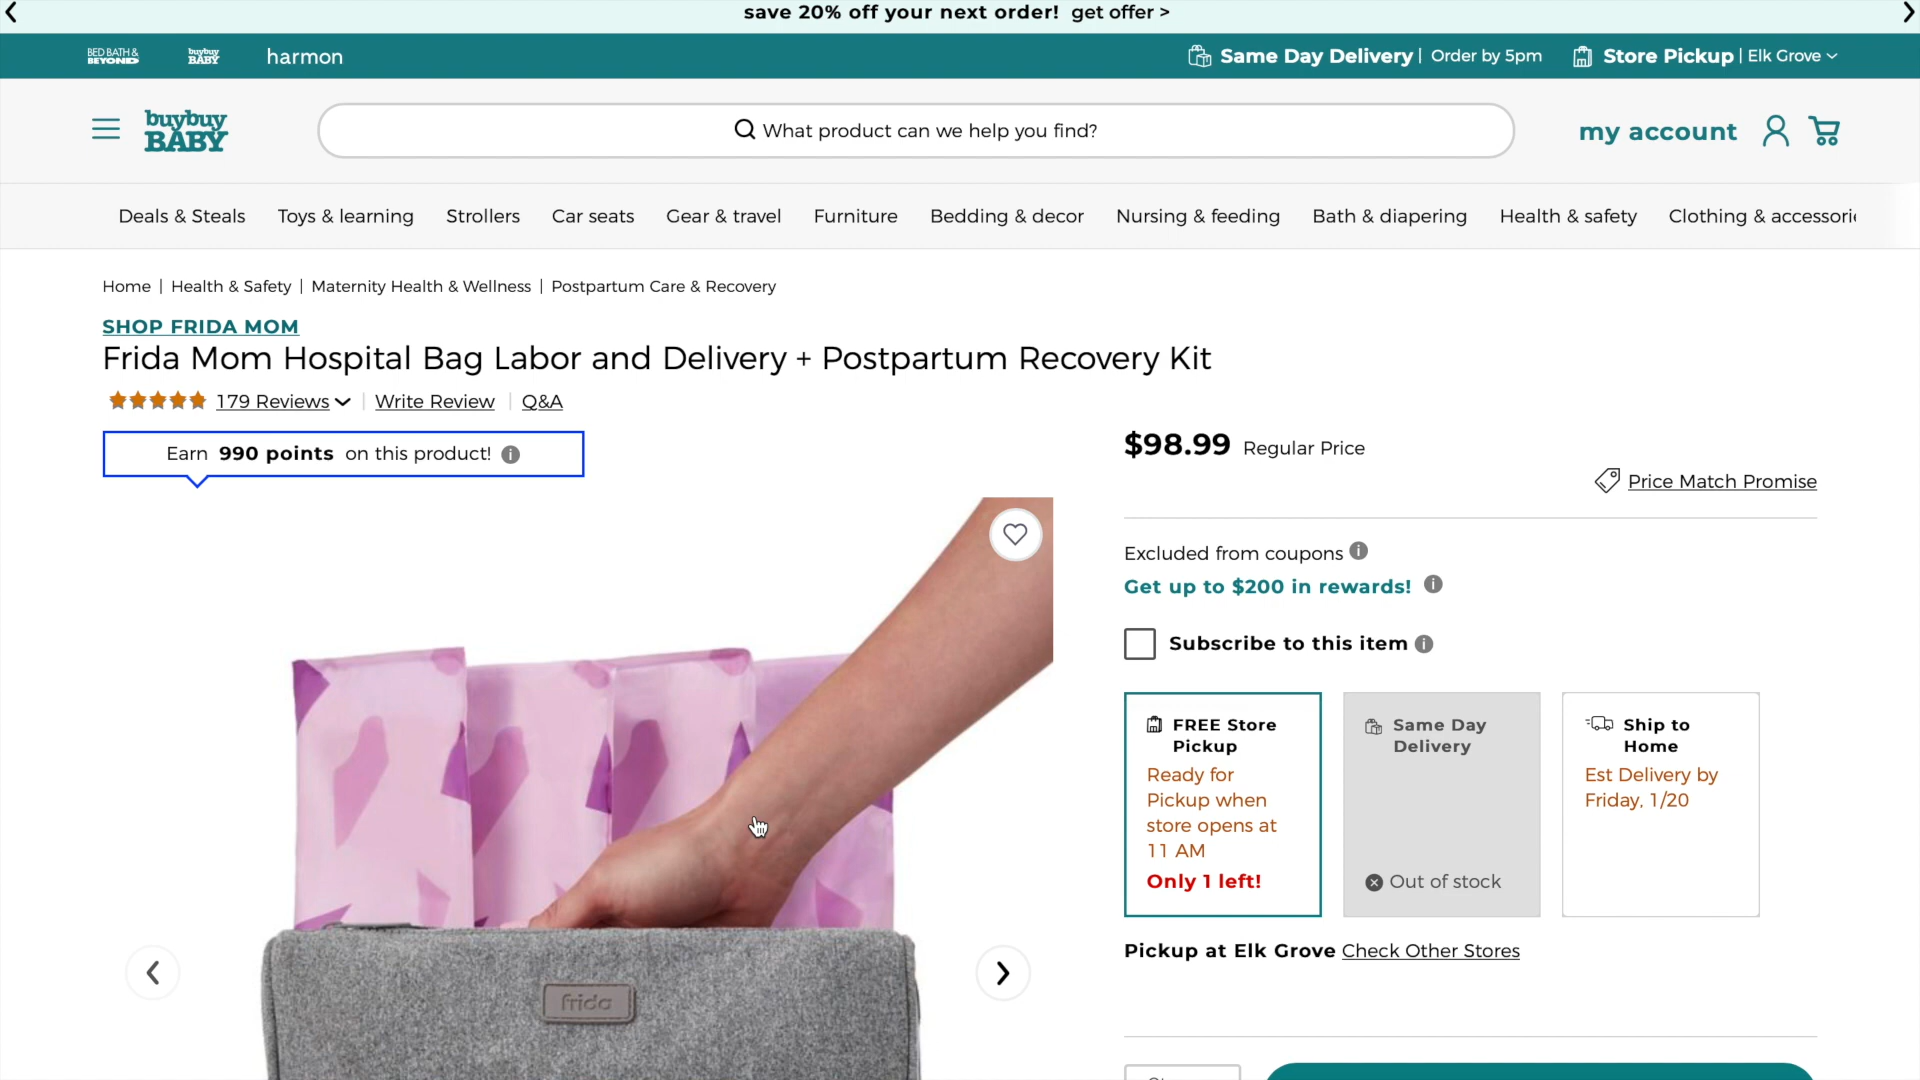 save 20% off your next order! get offer >
BED BATH & BEYOND
buybuy BABY
harmon
Same Day Delivery | Order by 5pm
Store Pickup | Elk Grove
buybuy
BABY
What product can we help you find?
my account
Deals & Steals
Toys & learning
Strollers
Car seats
Gear & travel
Furniture
Bedding & decor
Nursing & feeding
Bath & diapering
Health & safety
Clothing & accessori
Home | Health & Safety | Maternity Health & Wellness | Postpartum Care & Recovery
SHOP FRIDA MOM
Frida Mom Hospital Bag Labor and Delivery + Postpartum Recovery Kit
179 Reviews | Write Review | Q&A
Earn 990 points on this product!
$98.99 Regular Price
Price Match Promise
Excluded from coupons
Get up to $200 in rewards!
Subscribe to this item
FREE Store
Pickup
Ready for
Pickup when
store opens at
11 AM
Only 1 left!
Same Day
Delivery
Out of stock
Ship to
Home
Est Delivery by
Friday, 1/20
Pickup at Elk Grove Check Other Stores
frida